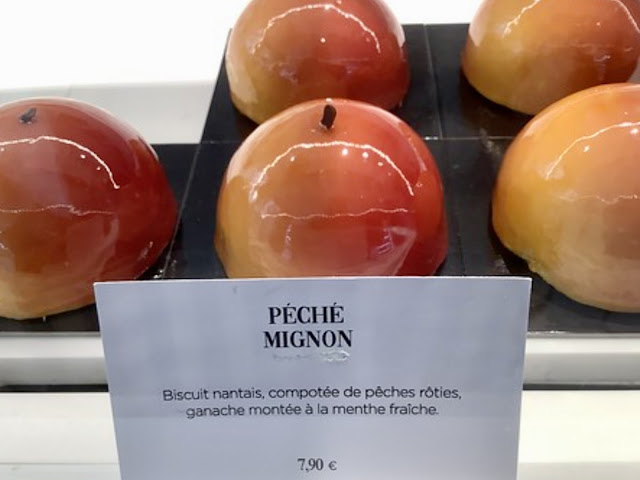 PÉCHÉ
MIGNON
Biscuit nantais, compotée de pêches rôties,
ganache montée à la menthe fraîche.
7,90 €